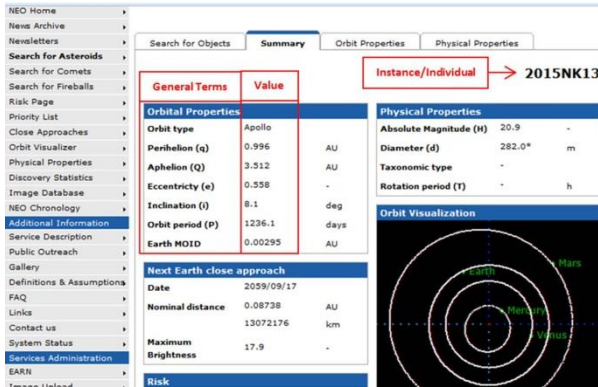 NEO Home
News Archive
Newsletters
Search for Asteroids
Search for Comets
Search for Fireballs
Risk Page
Priority List
Close Approaches
Orbit Visualizer
Physical Properties
Discovery Statistics
Image Database
NEO Chronology
Additional Information
Service Description
Public Outreach
Gallery
Definitions & Assumptions
FAQ
Links
Contact us
System Status
Services Administration
EARN
Image Upload
Search for Objects Summary Orbit Properties Physical Properties
Instance/Individual 2015NK13
General Terms Value
Orbital Properties
Orbit type Apollo
Perihelion (q) 0.996 AU
Aphelion (Q) 3.512 AU
Eccentricty (e) 0.558 -
Inclination (i) 8.1 deg
Orbit period (P) 1236.1 days
Earth MOID 0.00295 AU
Next Earth close approach
Date 2059/09/17
Nominal distance 0.08738 AU
13072176 km
Maximum Brightness 17.9 -
Risk
Physical Properties
Absolute Magnitude (H) 20.9 -
Diameter (d) 282.0* m
Taxonomic type -
Rotation period (T) - h
Orbit Visualization
Mars
Earth
Mercury
Venus